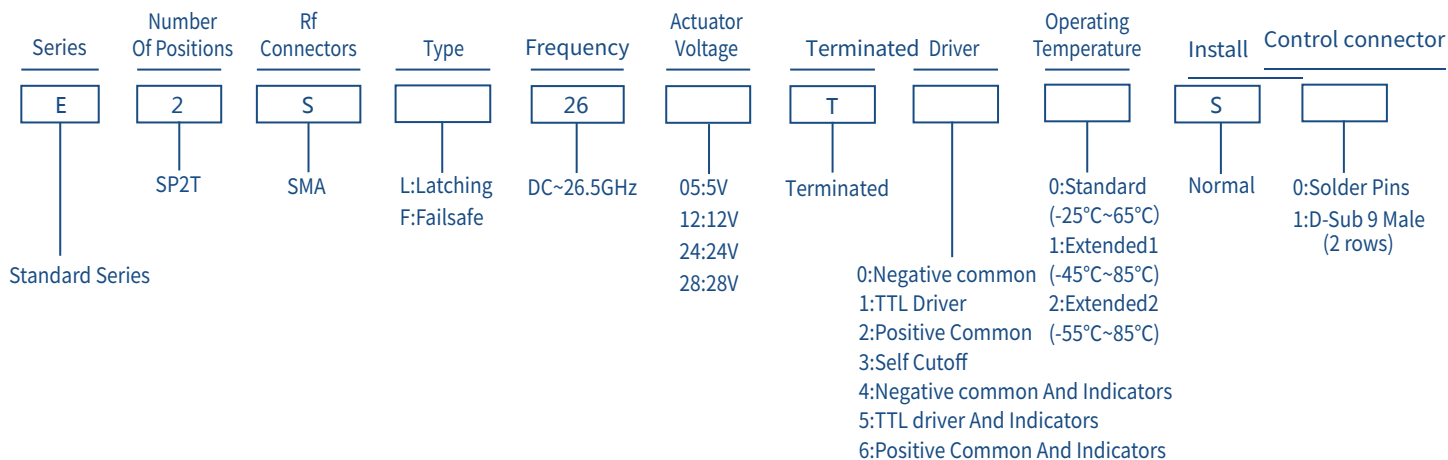 Series
Number
Of Positions
Rf
Connectors
Type
Frequency
Actuator
Voltage
Terminated
Driver
Operating
Temperature
Install
Control connector
E
2
S
26
T
S
Standard Series
SP2T
SMA
L:Latching
F:Failsafe
DC~26.5GHz
05:5V
12:12V
24:24V
28:28V
Terminated
0:Negative common
1:TTL Driver
2:Positive Common
3:Self Cutoff
4:Negative common And Indicators
5:TTL driver And Indicators
6:Positive Common And Indicators
0:Standard
(-25°C~65°C)
1:Extended1
(-45°C~85°C)
2:Extended2
(-55°C~85°C)
Normal
0:Solder Pins
1:D-Sub 9 Male
(2 rows)